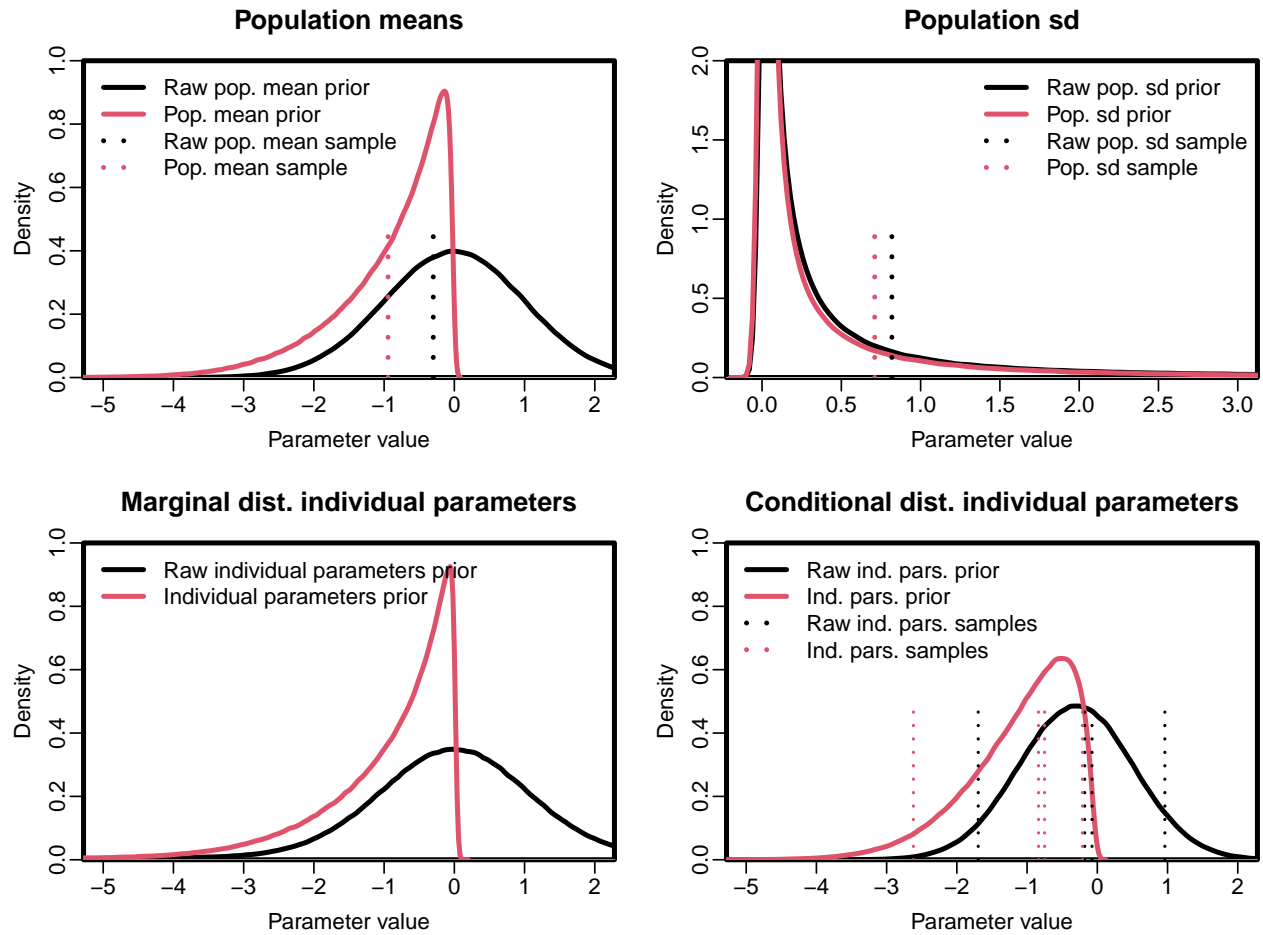 Population means
Density
0.0 0.2 0.4 0.6 0.8 1.0
Raw pop. mean prior
Pop. mean prior
Raw pop. mean sample
Pop. mean sample
−5 −4 −3 −2 −1 0 1 2
Parameter value
Population sd
Density
0.0 0.5 1.0 1.5 2.0
Raw pop. sd prior
Pop. sd prior
Raw pop. sd sample
Pop. sd sample
0.0 0.5 1.0 1.5 2.0 2.5 3.0
Parameter value
Marginal dist. individual parameters
Density
0.0 0.2 0.4 0.6 0.8 1.0
Raw individual parameters prior
Individual parameters prior
−5 −4 −3 −2 −1 0 1 2
Parameter value
Conditional dist. individual parameters
Density
0.0 0.2 0.4 0.6 0.8 1.0
Raw ind. pars. prior
Ind. pars. prior
Raw ind. pars. samples
Ind. pars. samples
−5 −4 −3 −2 −1 0 1 2
Parameter value